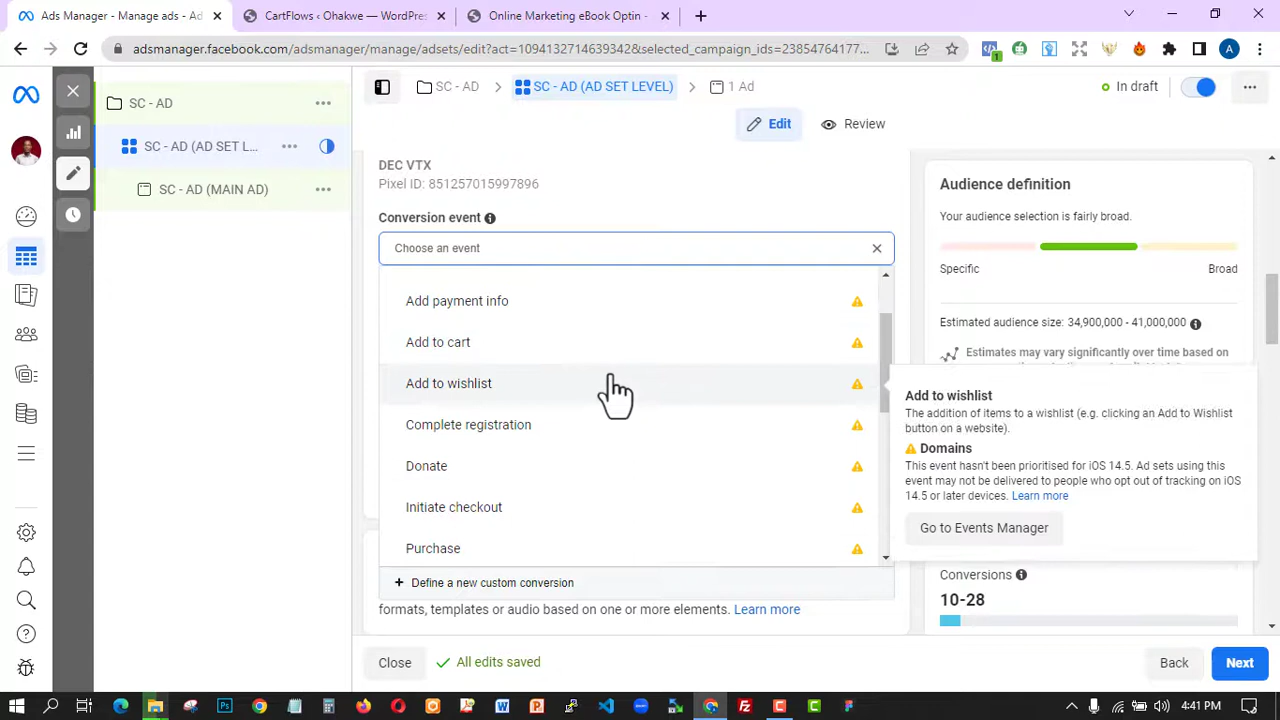 Ads Manager - Manage ads - Ad
CartFlows ‹ Ohakwe — WordPres
Online Marketing eBook Optin -
adsmanager.facebook.com/adsmanager/manage/adsets/edit?act=1094132714639342&selected_campaign_ids=23854764177...
1
A
SC - AD
SC - AD
SC - AD (AD SET LEVEL)
1 Ad
In draft
Edit
Review
SC - AD (AD SET L...
SC - AD (MAIN AD)
DEC VTX
Pixel ID: 851257015997896
Conversion event
Choose an event
Add payment info
Add to cart
Add to wishlist
Complete registration
Donate
Initiate checkout
Purchase
+ Define a new custom conversion
formats, templates or audio based on one or more elements. Learn more
Audience definition
Your audience selection is fairly broad.
Specific
Broad
Estimated audience size: 34,900,000 - 41,000,000
Estimates may vary significantly over time based on
Add to wishlist
The addition of items to a wishlist (e.g. clicking an Add to Wishlist
button on a website).
Domains
This event hasn't been prioritised for iOS 14.5. Ad sets using this
event may not be delivered to people who opt out of tracking on iOS
14.5 or later devices. Learn more
Go to Events Manager
Conversions
10-28
Close
All edits saved
Back
Next
4:41 PM